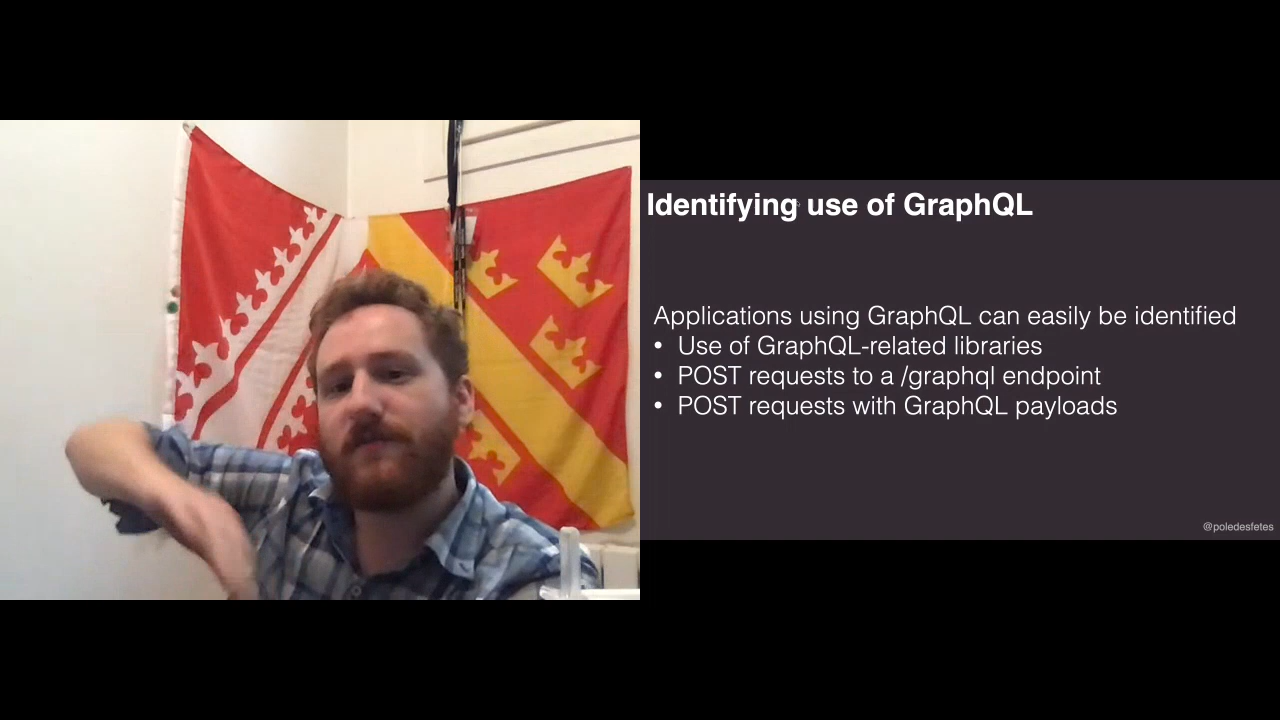 Identifying use of GraphQL
Applications using GraphQL can easily be identified
• Use of GraphQL-related libraries
• POST requests to a /graphql endpoint
• POST requests with GraphQL payloads
@poledesfetes